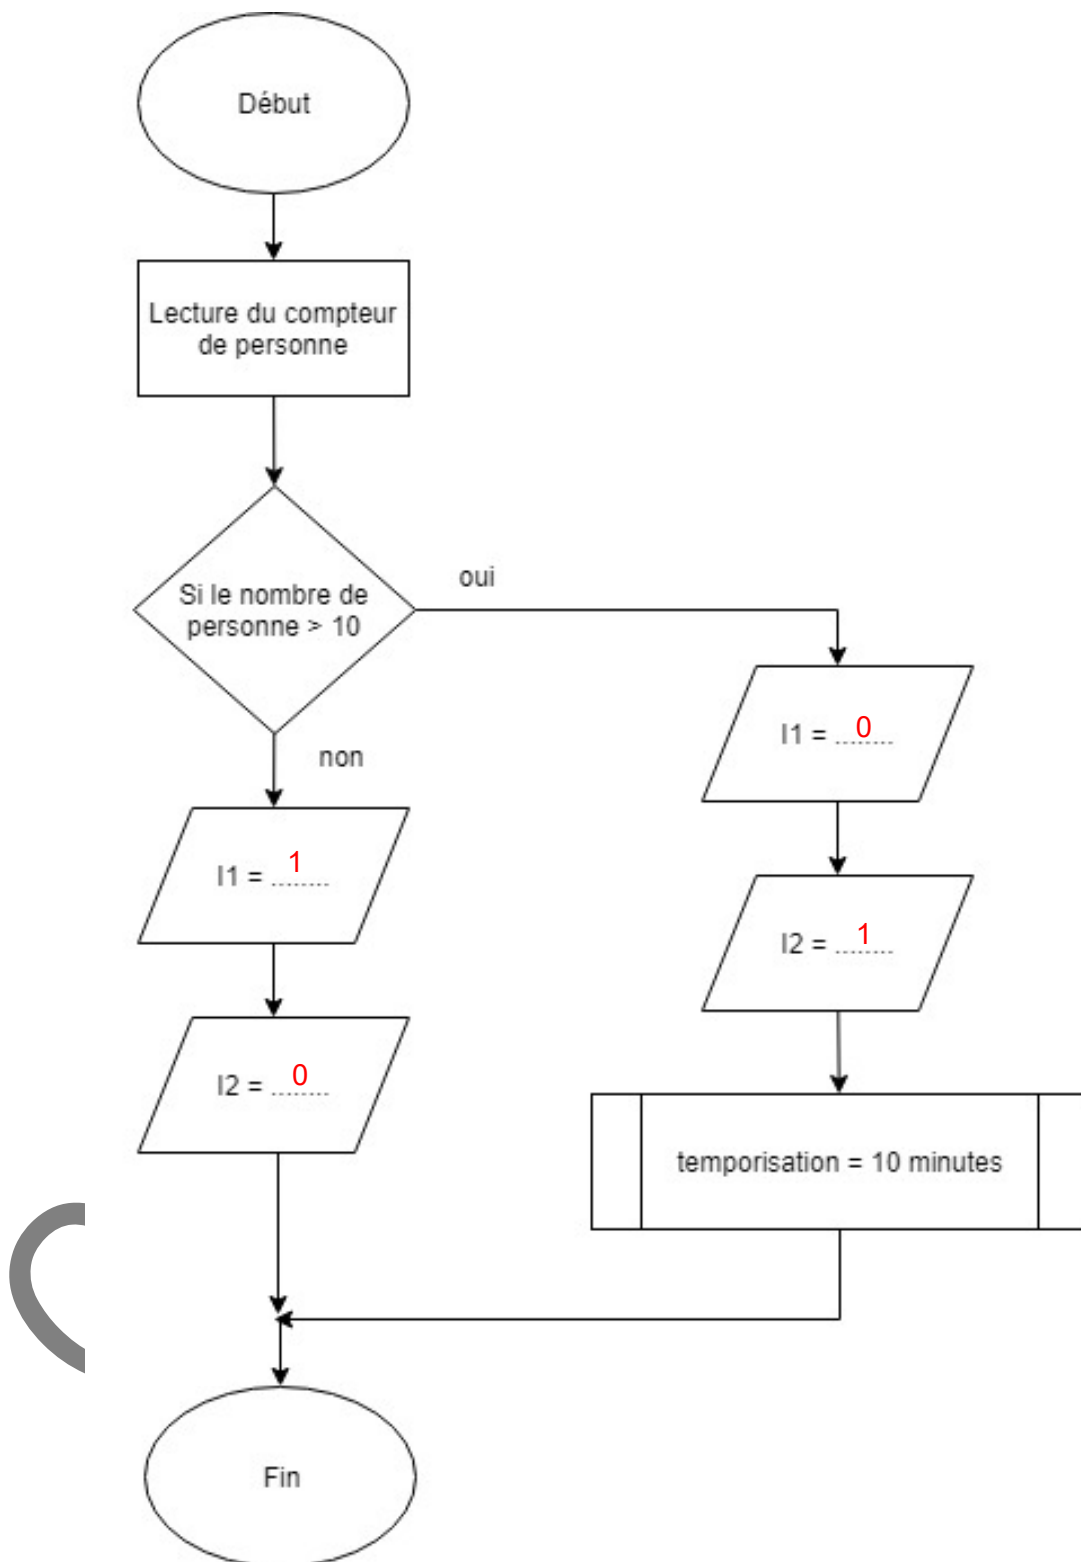 Début
Lecture du compteur
de personne
Si le nombre de
personne > 10
oui
non
I1 = ...0...
I2 = ...1...
temporisation = 10 minutes
I1 = ...1...
I2 = ...0...
Fin